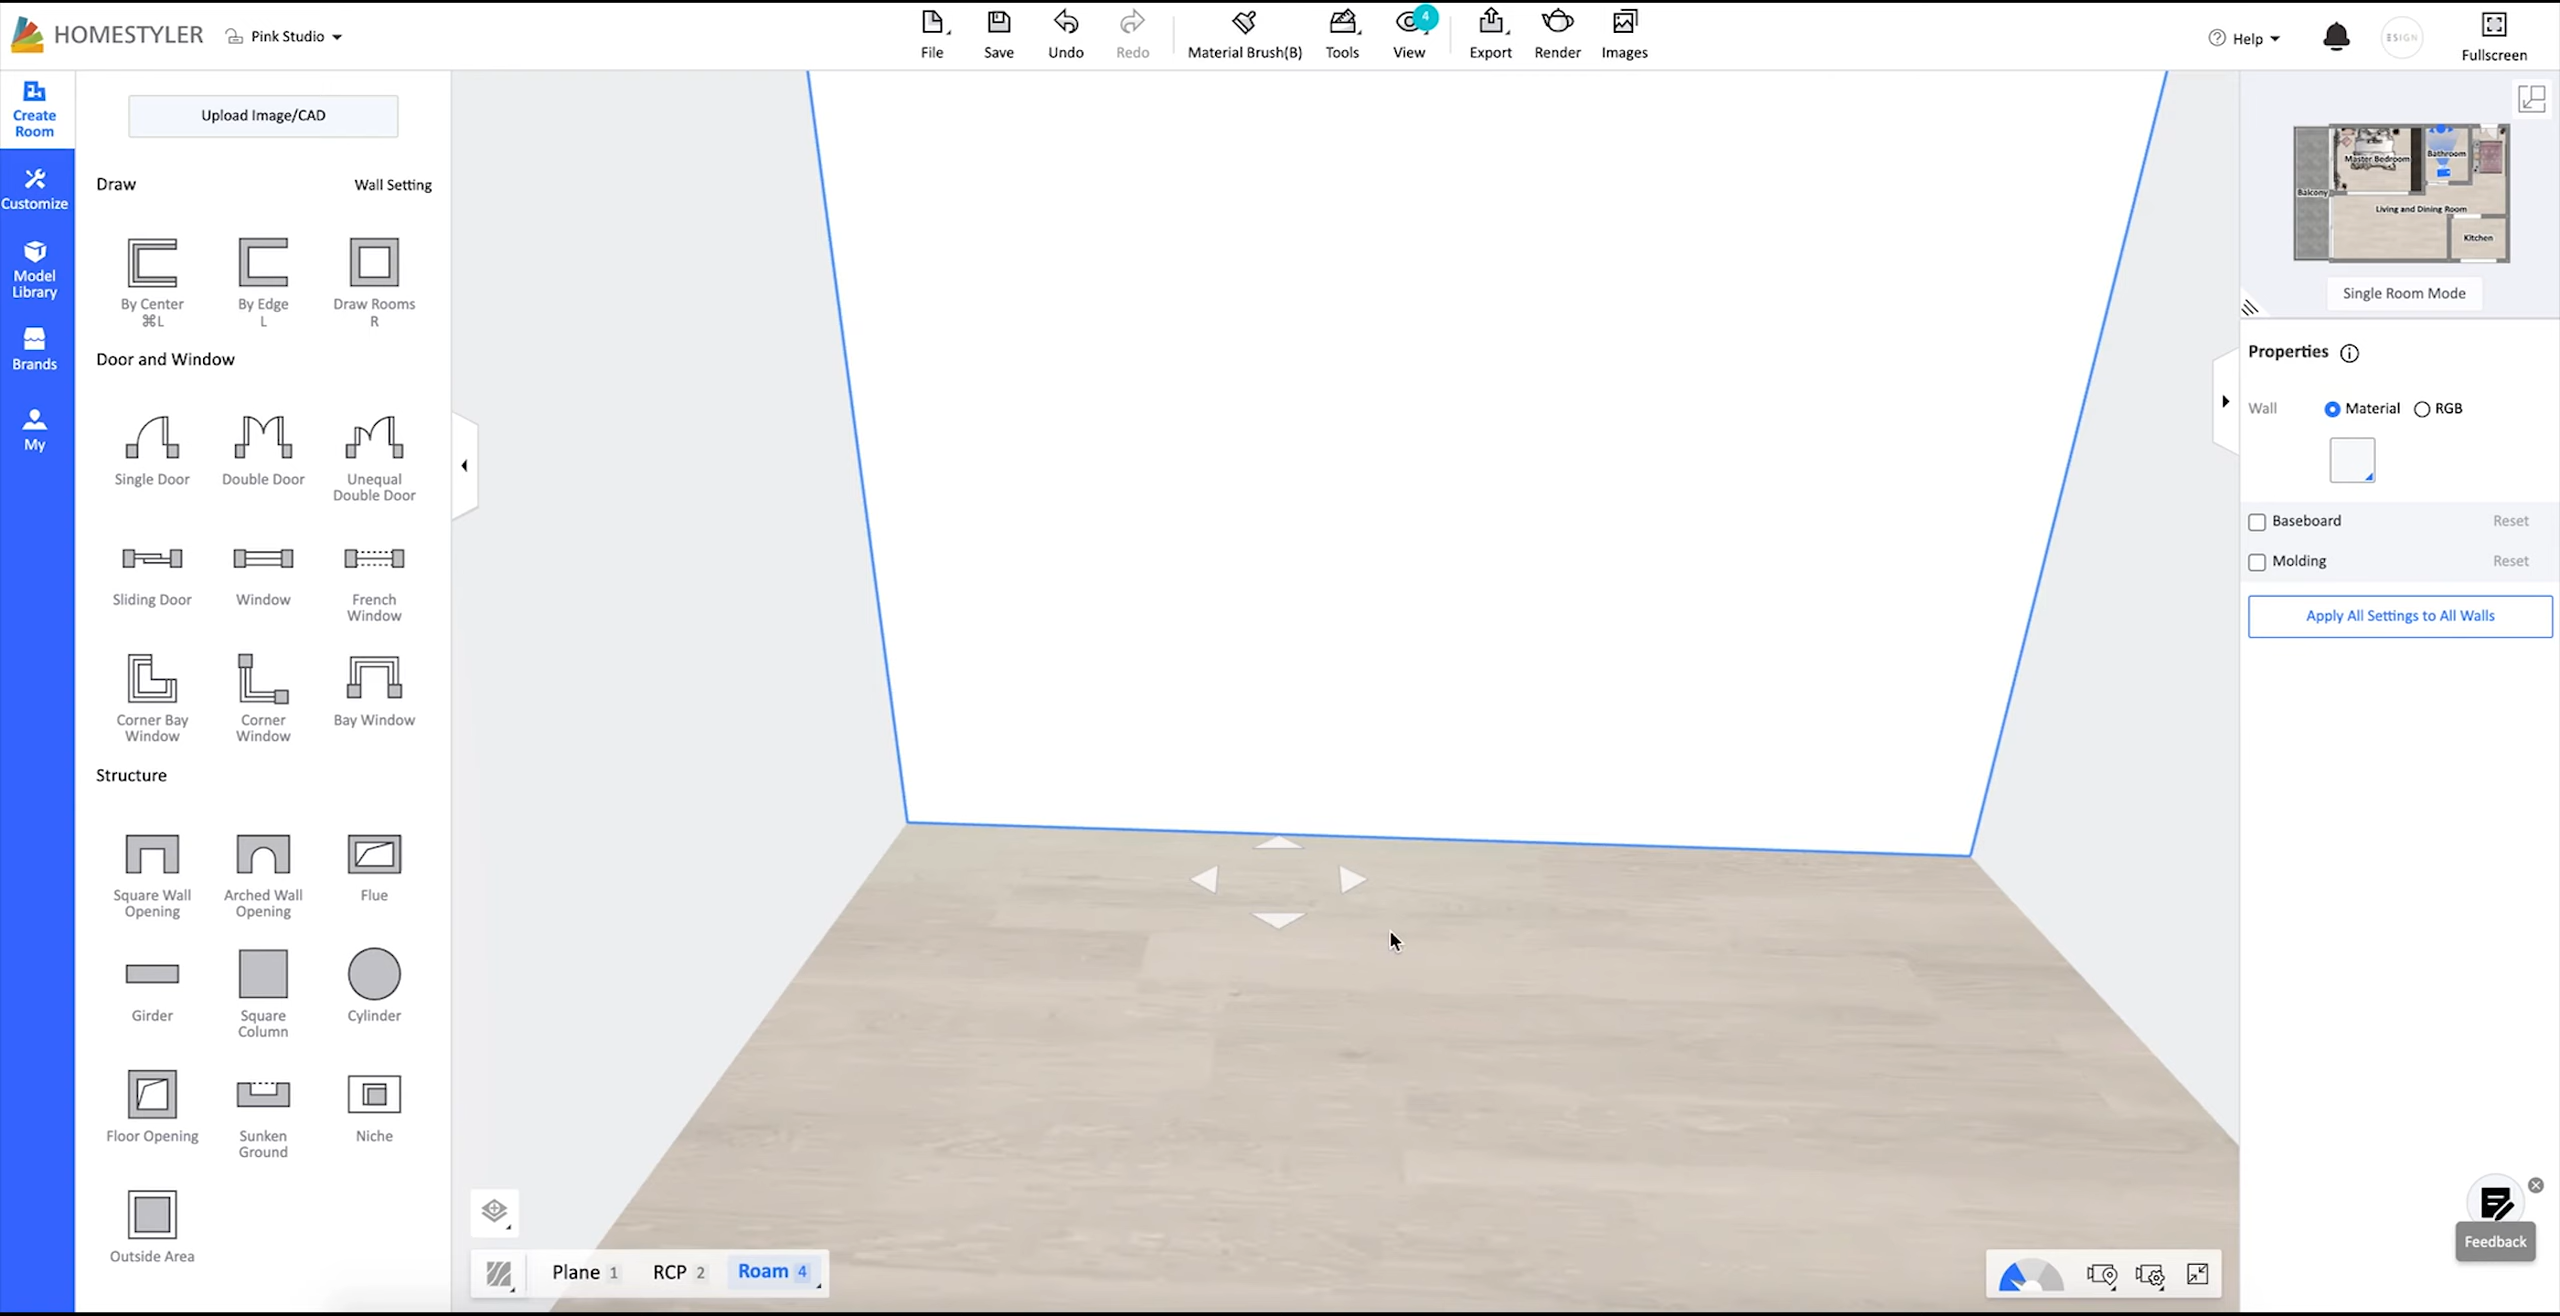 HOMESTYLER
Pink Studio
File
Save
Undo
Redo
Material Brush(B)
Tools
4
View
Export
Render
Images
Help
ESIGN
Fullscreen
Create
Room
Customize
Model
Library
Brands
My
Upload Image/CAD
Draw
Wall Setting
By Center
⌘L
By Edge
L
Draw Rooms
R
Door and Window
Single Door
Double Door
Unequal
Double Door
Sliding Door
Window
French
Window
Corner Bay
Window
Corner
Window
Bay Window
Structure
Square Wall
Opening
Arched Wall
Opening
Flue
Girder
Square
Column
Cylinder
Floor Opening
Sunken
Ground
Niche
Outside Area
Plane 1
RCP 2
Roam 4
Master Bedroom
Bathroom
Balcony
Living and Dining Room
Kitchen
Single Room Mode
Properties
Wall
Material
RGB
Baseboard
Reset
Molding
Reset
Apply All Settings to All Walls
Feedback